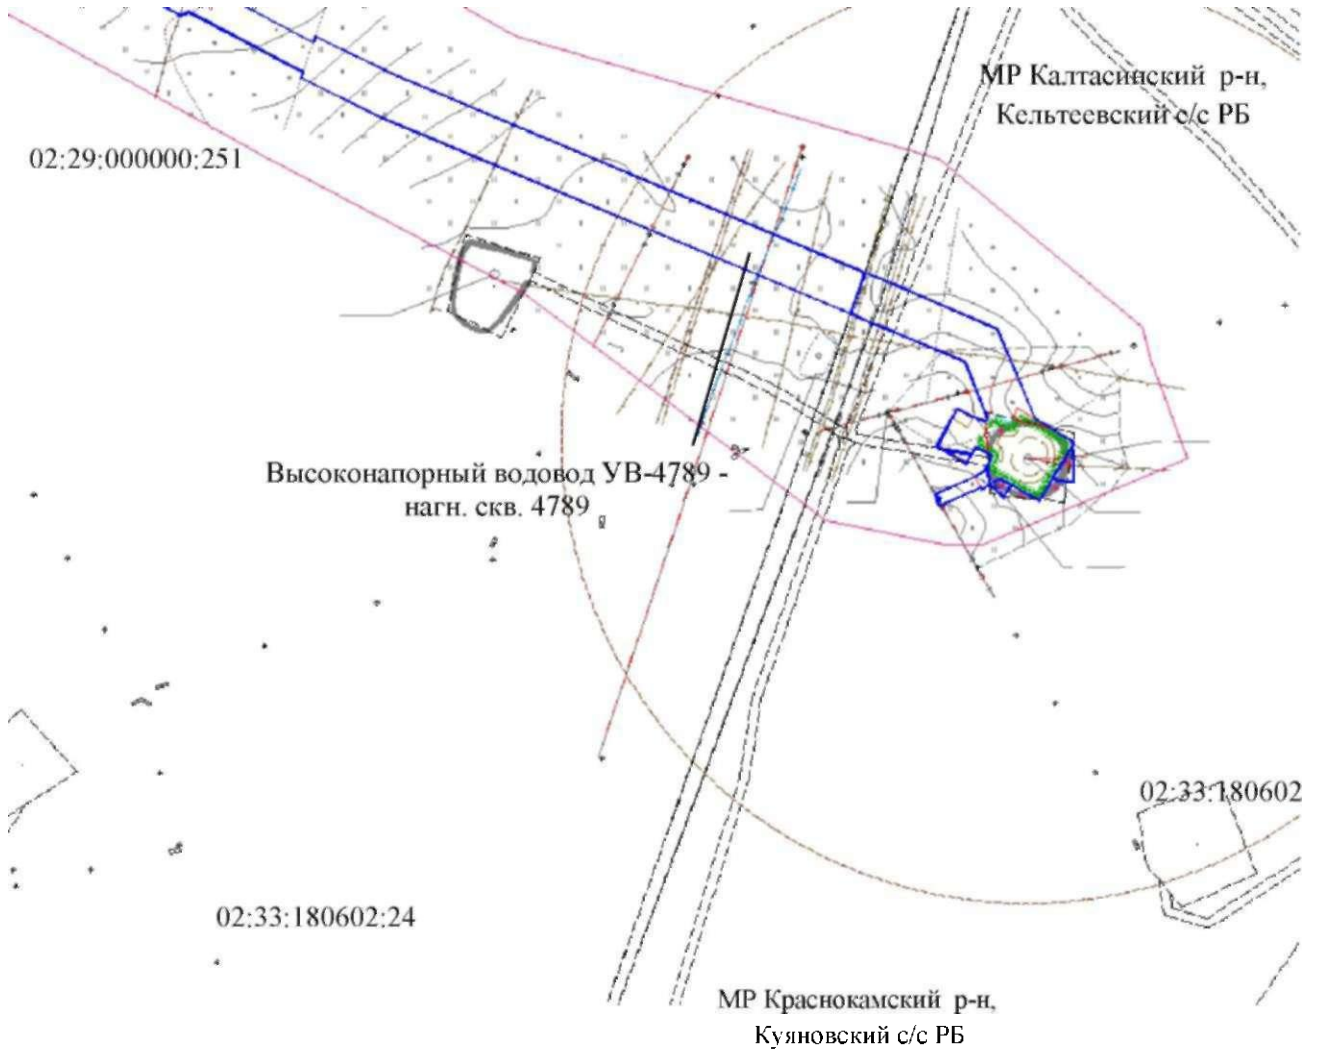 МР Калтасинский р-н,
Кельтеевский с/с РБ
02:29:000000:251
Высоконапорный водовод УВ-4789 -
нагн. скв. 4789
02:33:180602
02:33:180602:24
МР Краснокамский р-н,
Куяновский с/с РБ